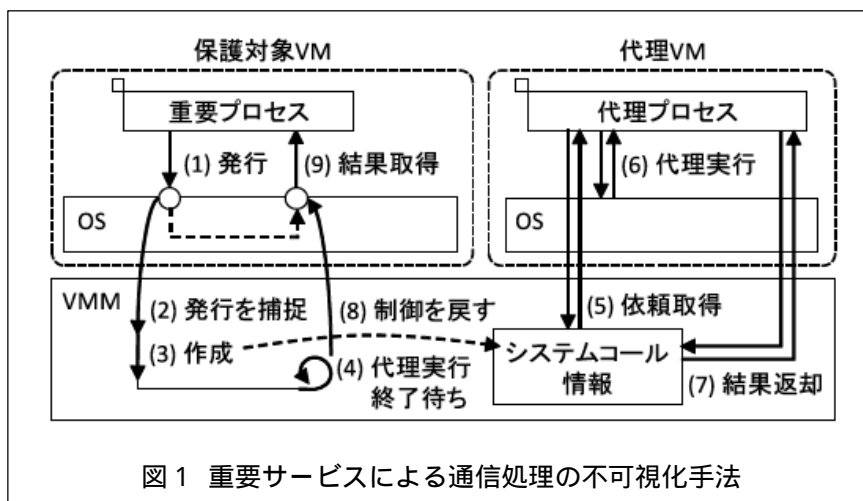 保護対象VM
代理VM
重要プロセス
代理プロセス
(1) 発行
(9) 結果取得
(6) 代理実行
OS
OS
VMM
(2) 発行を捕捉
(8) 制御を戻す
(5) 依頼取得
(3) 作成
(4) 代理実行
終了待ち
システムコール
情報
(7) 結果返却
図 1 重要サービスによる通信処理の不可視化手法